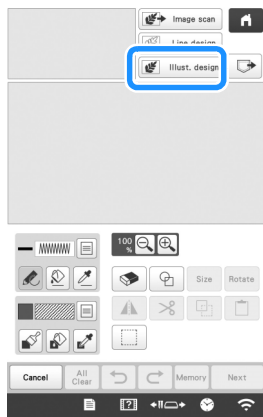 Image scan
Line design
Illust. design
100
%
Size
Rotate
Cancel
All
Clear
Memory
Next